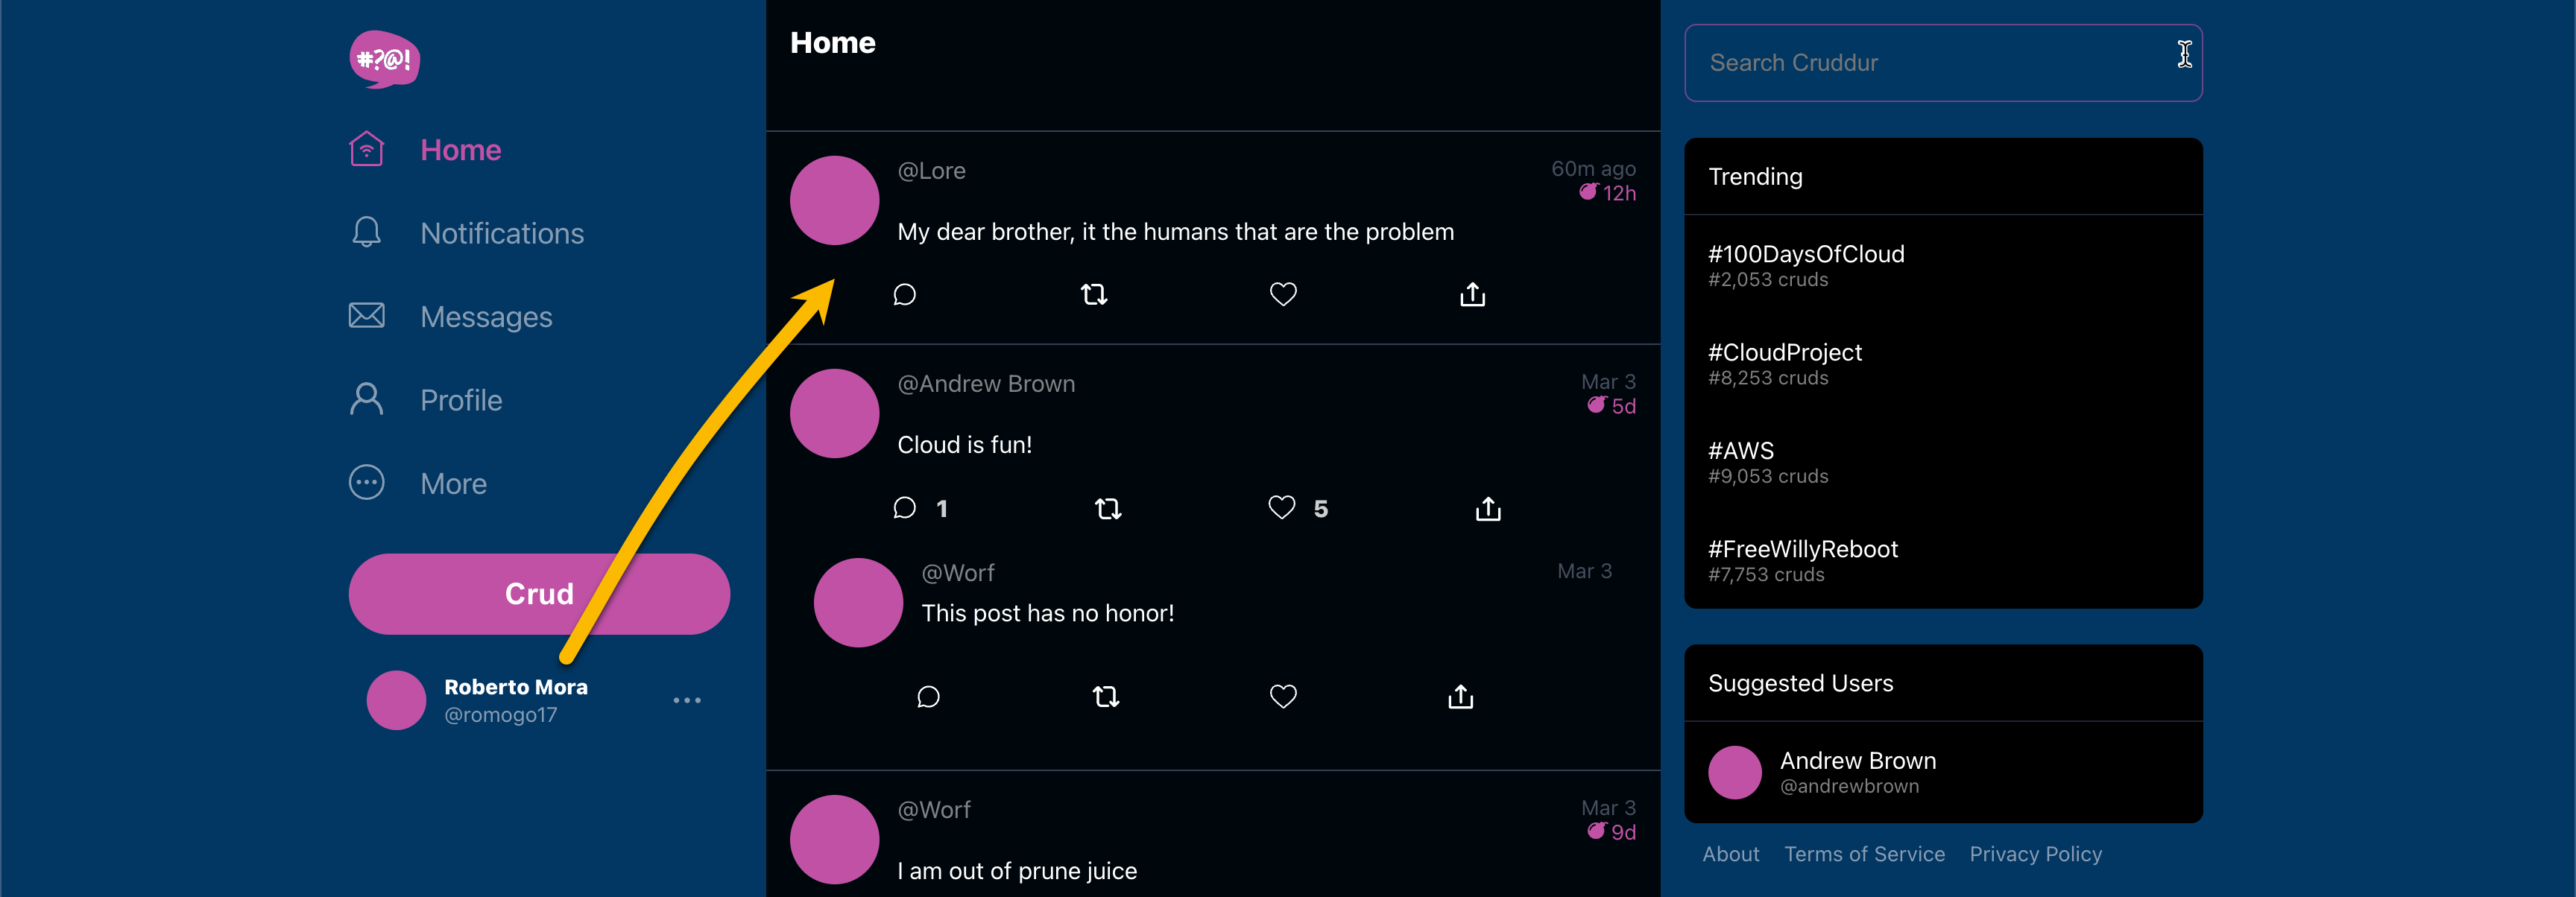 #?@!
Home
Notifications
Messages
Profile
More
Crud
Roberto Mora
@romogo17
Home
@Lore
60m ago
12h
My dear brother, it the humans that are the problem
@Andrew Brown
Mar 3
5d
Cloud is fun!
1 5
@Worf
Mar 3
This post has no honor!
@Worf
Mar 3
9d
I am out of prune juice
Search Cruddur
Trending
#100DaysOfCloud
#2,053 cruds
#CloudProject
#8,253 cruds
#AWS
#9,053 cruds
#FreeWillyReboot
#7,753 cruds
Suggested Users
Andrew Brown
@andrewbrown
About Terms of Service Privacy Policy